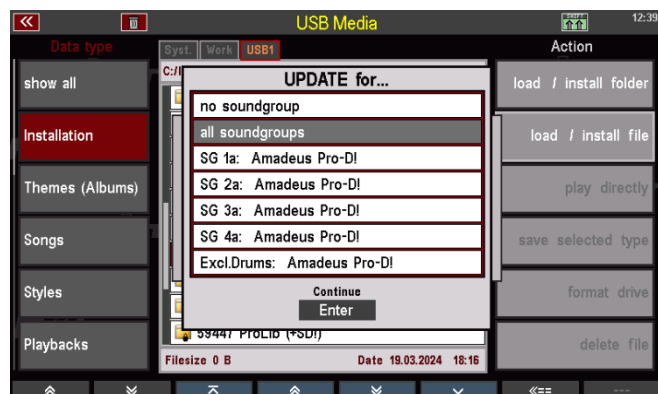 USB Media
SHIFT
12:39
Data type
Syst. Work USB1
Action
C:/
show all
Installation
Themes (Albums)
Songs
Styles
Playbacks
UPDATE for...
no soundgroup
all soundgroups
SG 1a: Amadeus Pro-D!
SG 2a: Amadeus Pro-D!
SG 3a: Amadeus Pro-D!
SG 4a: Amadeus Pro-D!
Excl.Drums: Amadeus Pro-D!
Continue
Enter
59447 ProLib (+SD!)
Filesize 0 B Date 19.03.2024 18:16
load / install folder
load / install file
play directly
save selected type
format drive
delete file